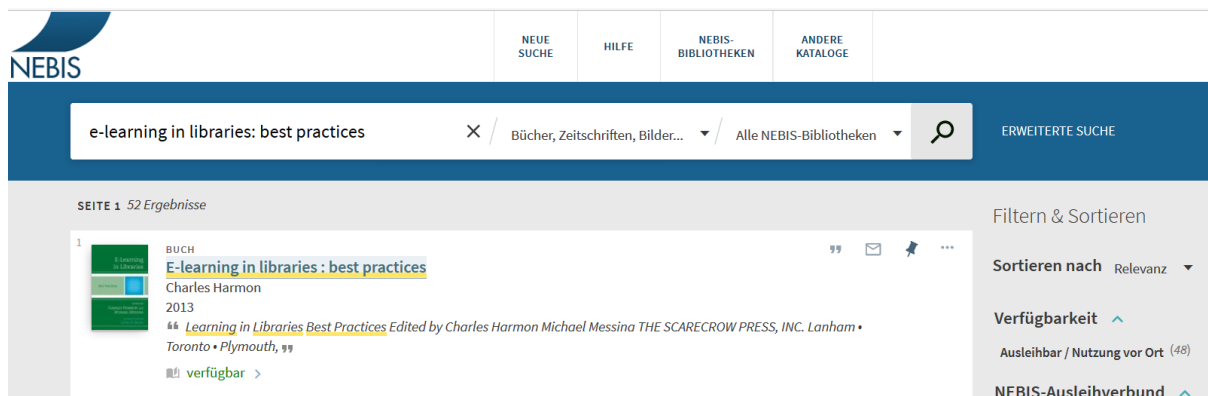 NEBIS
NEUE SUCHE
HILFE
NEBIS-BIBLIOTHEKEN
ANDERE KATALOGE
e-learning in libraries: best practices
Bücher, Zeitschriften, Bilder...
Alle NEBIS-Bibliotheken
ERWEITERTE SUCHE
SEITE 1 52 Ergebnisse
Filtern & Sortieren
1
BUCH
E-learning in libraries : best practices
Charles Harmon
2013
❝ Learning in Libraries Best Practices Edited by Charles Harmon Michael Messina THE SCARECROW PRESS, INC. Lanham •
Toronto • Plymouth, ❞
verfügbar >
E-Learning
in Libraries
Sortieren nach Relevanz
Verfügbarkeit
Ausleihbar / Nutzung vor Ort (48)
NEBIS-Ausleihverbund